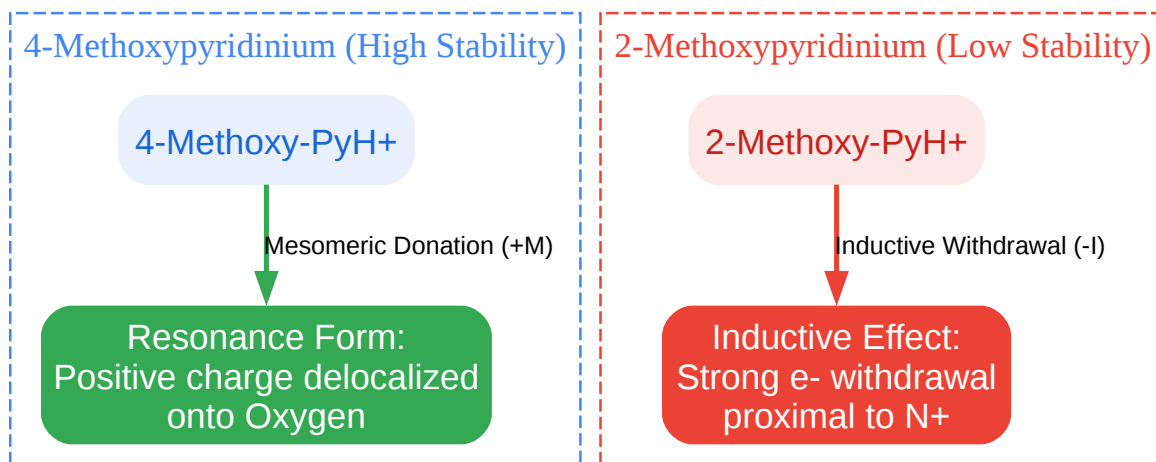 4-Methoxypyridinium (High Stability)
4-Methoxy-PyH+
Mesomeric Donation (+M)
Resonance Form:
Positive charge delocalized
onto Oxygen
2-Methoxypyridinium (Low Stability)
2-Methoxy-PyH+
Inductive Withdrawal (-I)
Inductive Effect:
Strong e- withdrawal
proximal to N+